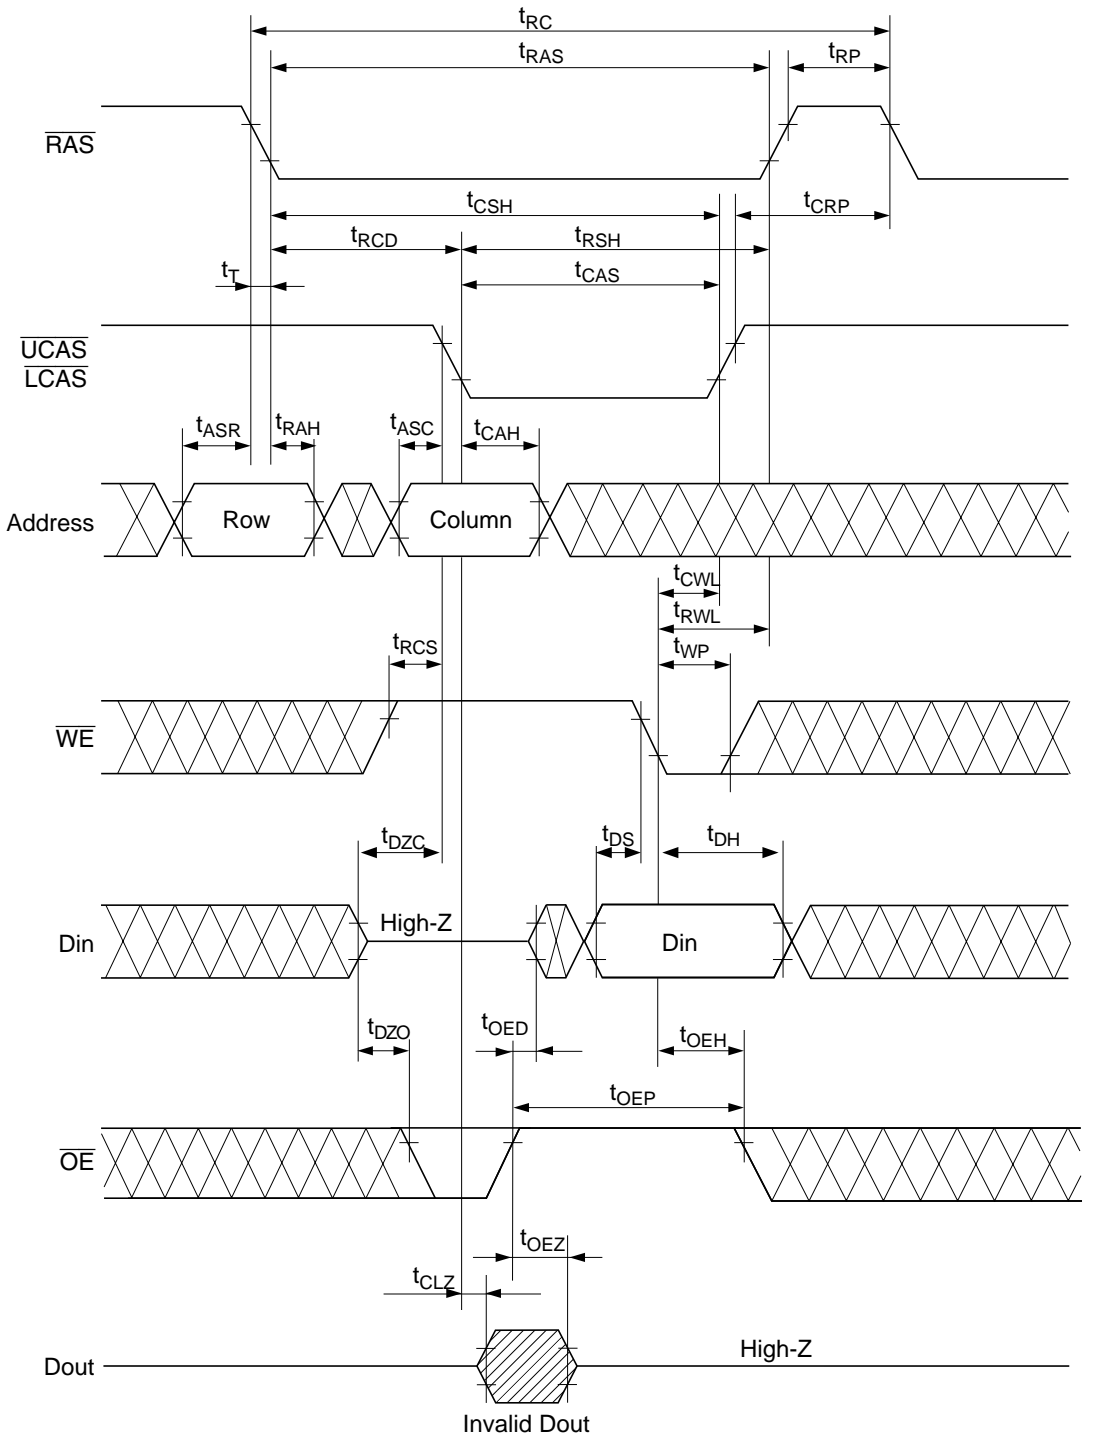 tRC
tRAS
tRP
RAS
tCSH
tCRP
tRCD
tRSH
tT
tCAS
UCAS
LCAS
tASR
tRAH
tASC
tCAH
Address
Row
Column
tCWL
tRWL
tRCS
tWP
WE
tDZC
tDS
tDH
High-Z
Din
Din
tDZO
tOED
tOEH
tOEP
OE
tOEZ
tCLZ
High-Z
Dout
Invalid Dout